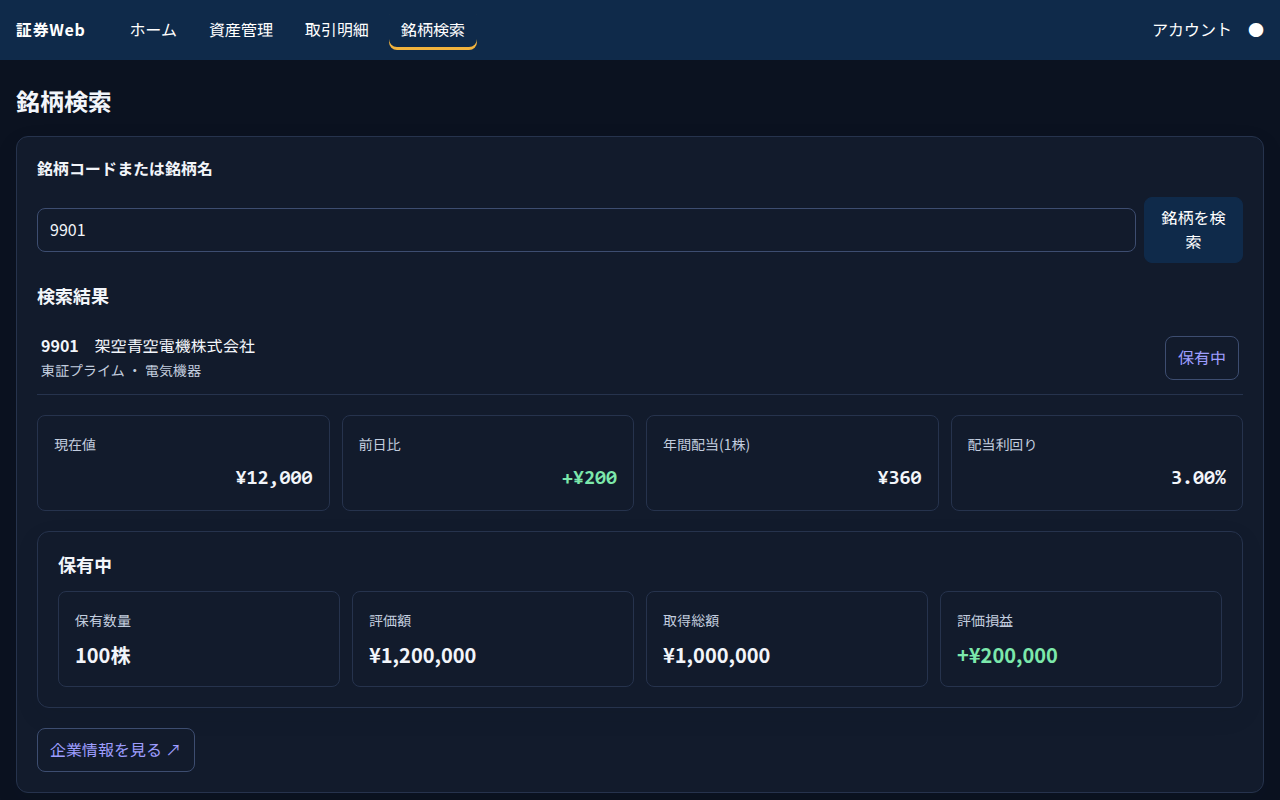 証券Web
ホーム
資産管理
取引明細
銘柄検索
アカウント
銘柄検索
銘柄コードまたは銘柄名
9901
銘柄を検
索
検索結果
9901 架空青空電機株式会社
東証プライム ・ 電気機器
保有中
現在値
¥12,000
前日比
+¥200
年間配当(1株)
¥360
配当利回り
3.00%
保有中
保有数量
100株
評価額
¥1,200,000
取得総額
¥1,000,000
評価損益
+¥200,000
企業情報を見る ↗